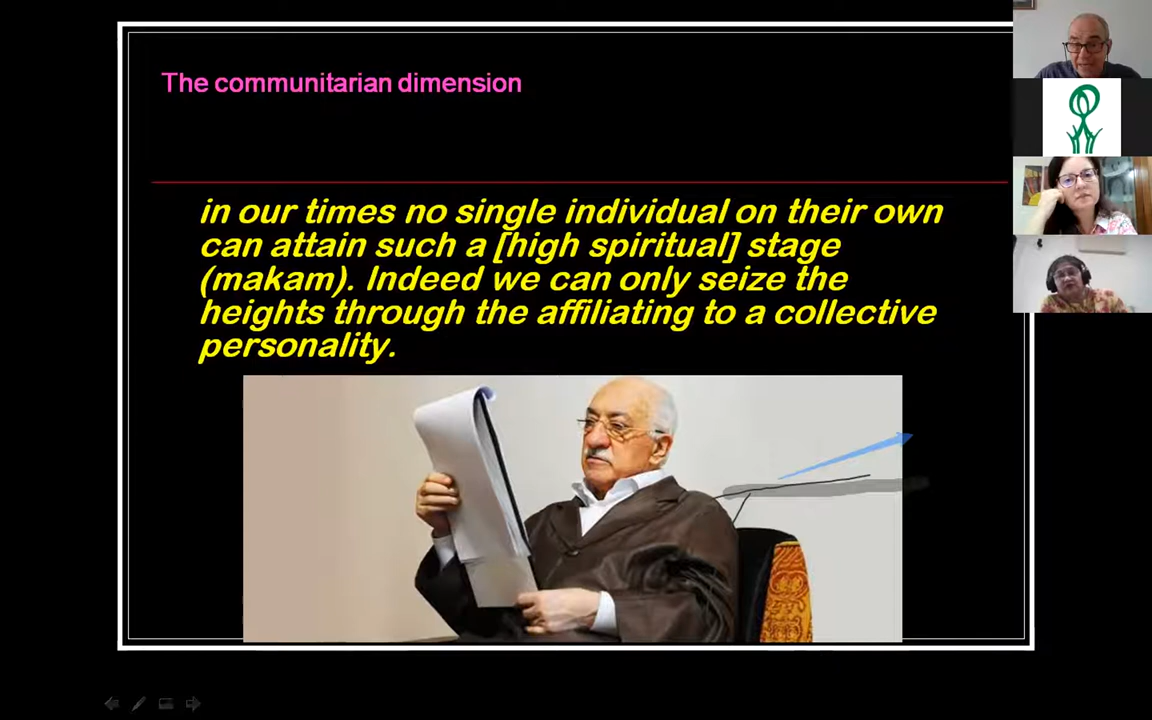 The communitarian dimension
in our times no single individual on their own
can attain such a [high spiritual] stage
(makam). Indeed we can only seize the
heights through the affiliating to a collective
personality.